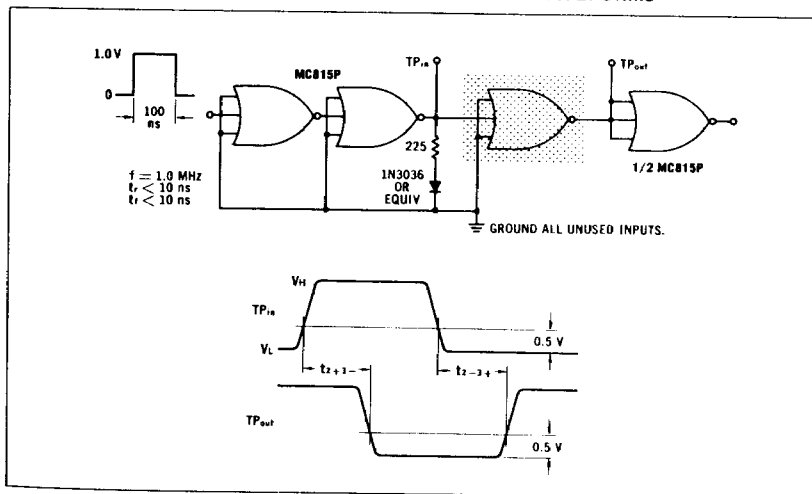 1.0 V
0
100
ns
MC815P
TPin
TPout
225
1N3036
OR
EQUIV
1/2 MC815P
f = 1.0 MHz
tr < 10 ns
tf < 10 ns
GROUND ALL UNUSED INPUTS.
VH
TPin
VL
0.5 V
t2+3-
t2-3+
TPout
0.5 V